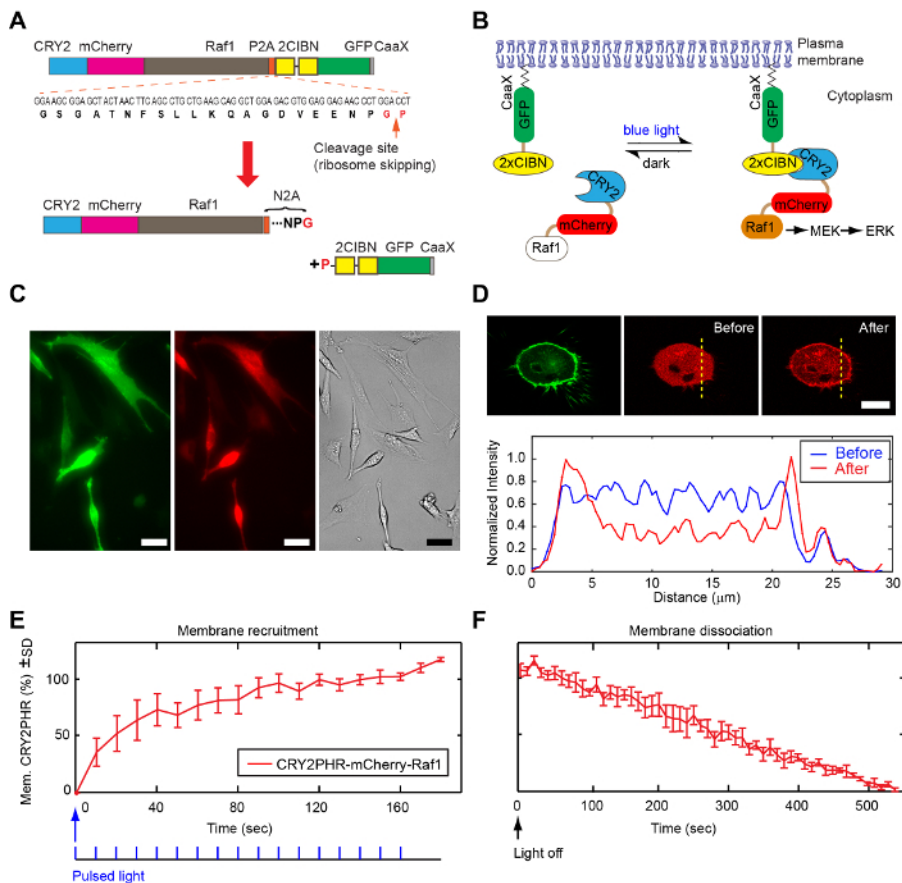 A
CRY2 mCherry Raf1 P2A 2CIBN GFP CaaX
GGAAGCGGAGCTACTAACTTCAGCCTGCTGAAGCAGGCTGGAGACGTGGAGGAGAACCCTGGACCT
G S G A T N F S L L K Q A G D V E E N P G P
Cleavage site
(ribosome skipping)
N2A
CRY2 mCherry Raf1
···NPG
2CIBN GFP CaaX
+P
B
Plasma
membrane
CaaX
GFP
2xCIBN
CRY2
mCherry
Raf1
blue light
dark
Cytoplasm
CaaX
GFP
2xCIBN
CRY2
mCherry
Raf1
MEK
ERK
C
D
Before
After
Normalized Intensity
1.0
0.8
0.6
0.4
0.2
0.0
Before
After
0 5 10 15 20 25 30
Distance (μm)
E
Membrane recruitment
Mem. CRY2PHR (%) ±SD
100
50
0
CRY2PHR-mCherry-Raf1
0 40 80 120 160
Time (sec)
Pulsed light
F
Membrane dissociation
0 100 200 300 400 500
Time (sec)
Light off